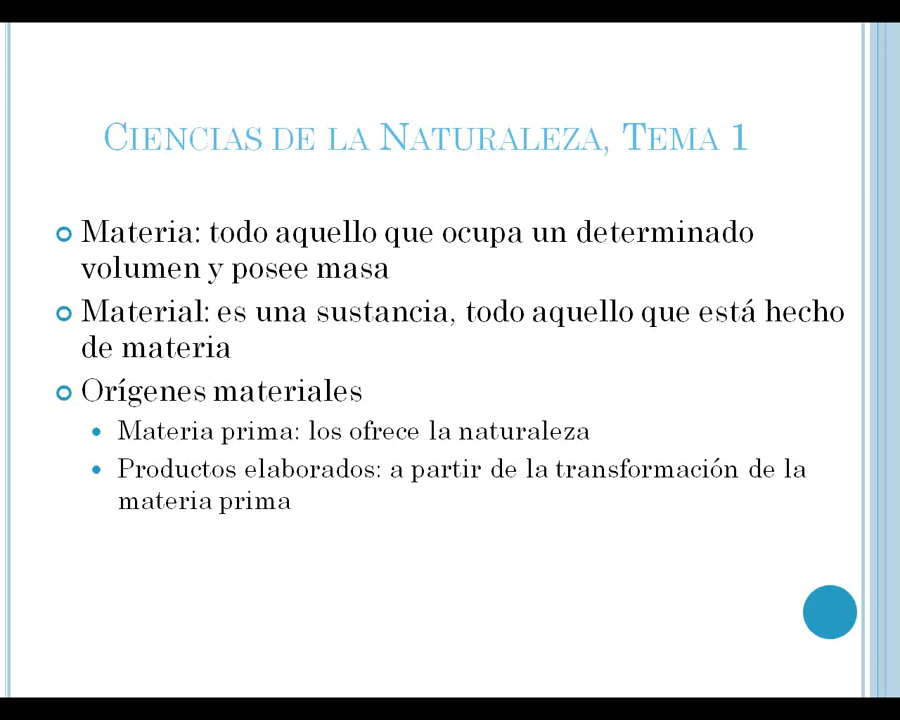 Ciencias de la Naturaleza, Tema 1
Materia: todo aquello que ocupa un determinado
volumen y posee masa
Material: es una sustancia, todo aquello que está hecho
de materia
Orígenes materiales
Materia prima: los ofrece la naturaleza
Productos elaborados: a partir de la transformación de la
materia prima